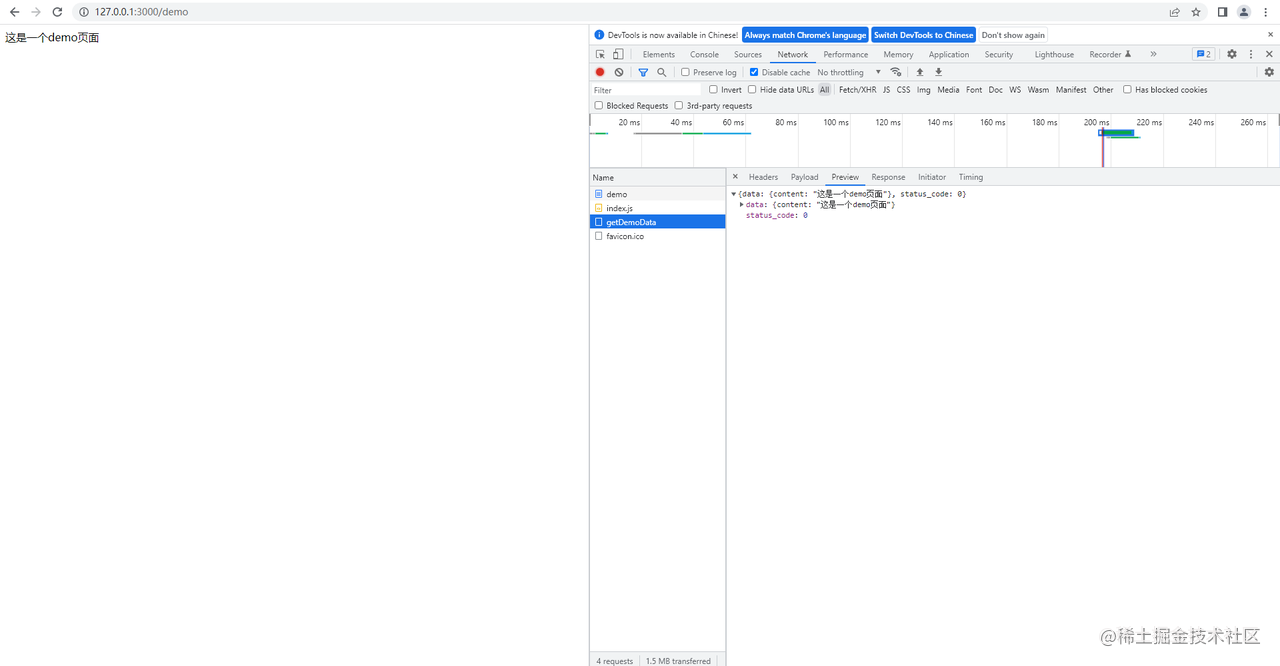 127.0.0.1:3000/demo
这是一个demo页面
DevTools is now available in Chinese! Always match Chrome's language Switch DevTools to Chinese Don't show again
Elements Console Sources Network Performance Memory Application Security Lighthouse Recorder 2
Preserve log Disable cache No throttling
Filter Invert Hide data URLs All Fetch/XHR JS CSS Img Media Font Doc WS Wasm Manifest Other Has blocked cookies
Blocked Requests 3rd-party requests
20 ms 40 ms 60 ms 80 ms 100 ms 120 ms 140 ms 160 ms 180 ms 200 ms 220 ms 240 ms 260 ms
Name
demo
index.js
getDemoData
favicon.ico
Headers Payload Preview Response Initiator Timing
{data: {content: "这是一个demo页面"}, status_code: 0}
data: {content: "这是一个demo页面"}
status_code: 0
4 requests 1.5 MB transferred
@稀土掘金技术社区